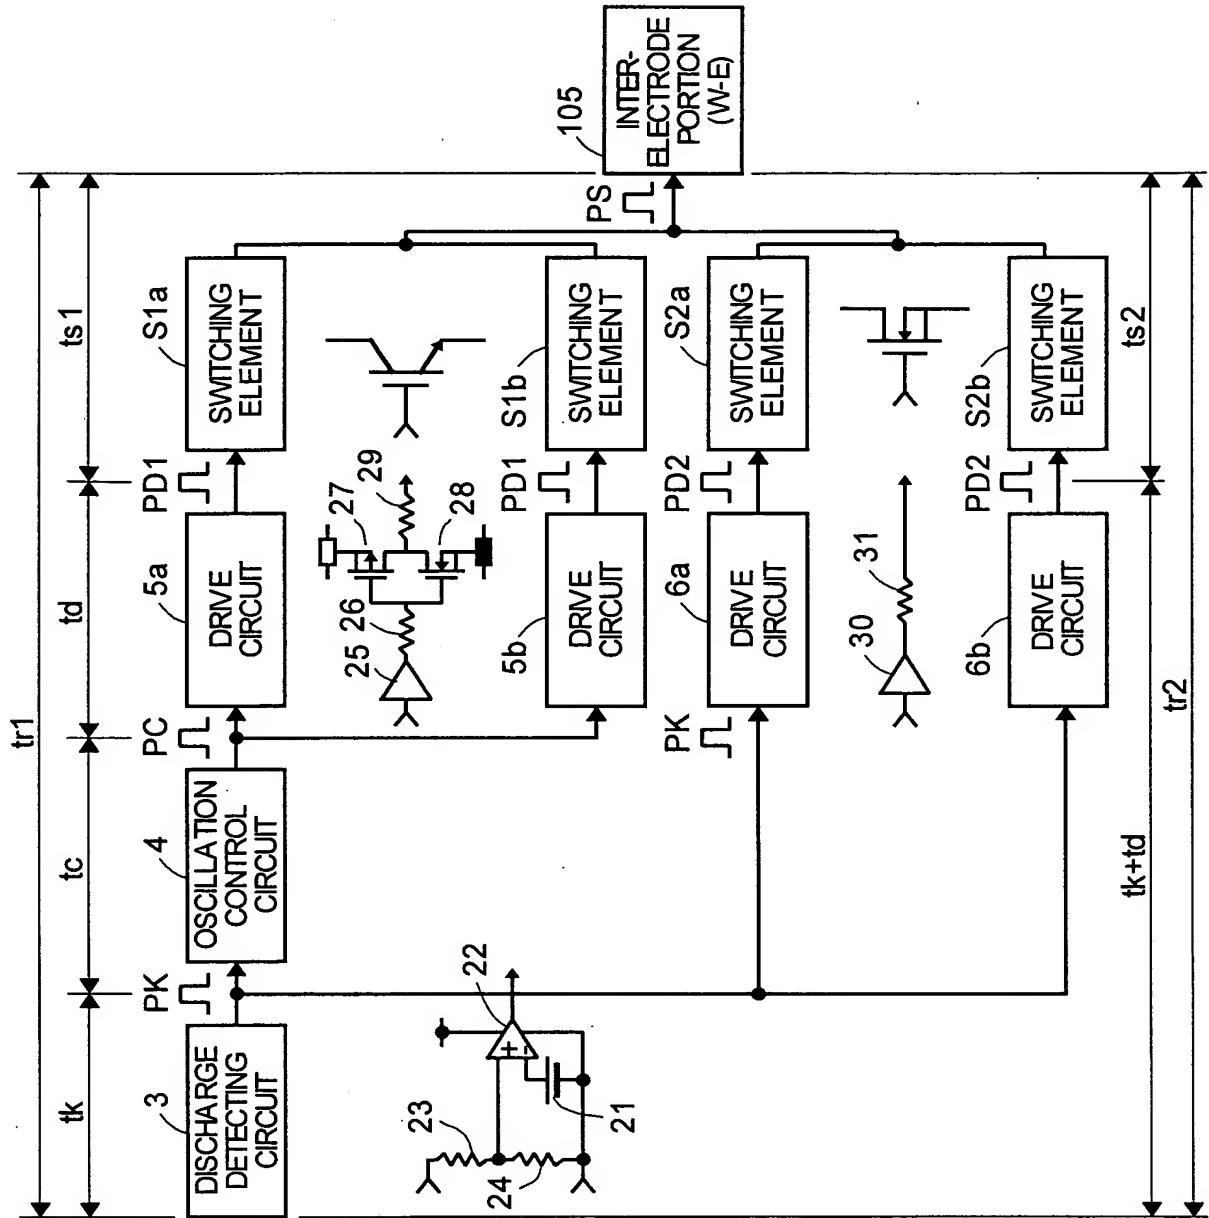 tr1
tk
tc
td
ts1
3
DISCHARGE
DETECTING
CIRCUIT
PK
4
OSCILLATION
CONTROL
CIRCUIT
PC
5a
DRIVE
CIRCUIT
PD1
S1a
SWITCHING
ELEMENT
23
24
21
22
+
-
25
26
27
28
29
5b
DRIVE
CIRCUIT
PD1
S1b
SWITCHING
ELEMENT
PS
105
INTER-
ELECTRODE
PORTION
(W-E)
PK
6a
DRIVE
CIRCUIT
PD2
S2a
SWITCHING
ELEMENT
30
31
6b
DRIVE
CIRCUIT
PD2
S2b
SWITCHING
ELEMENT
tk+td
ts2
tr2